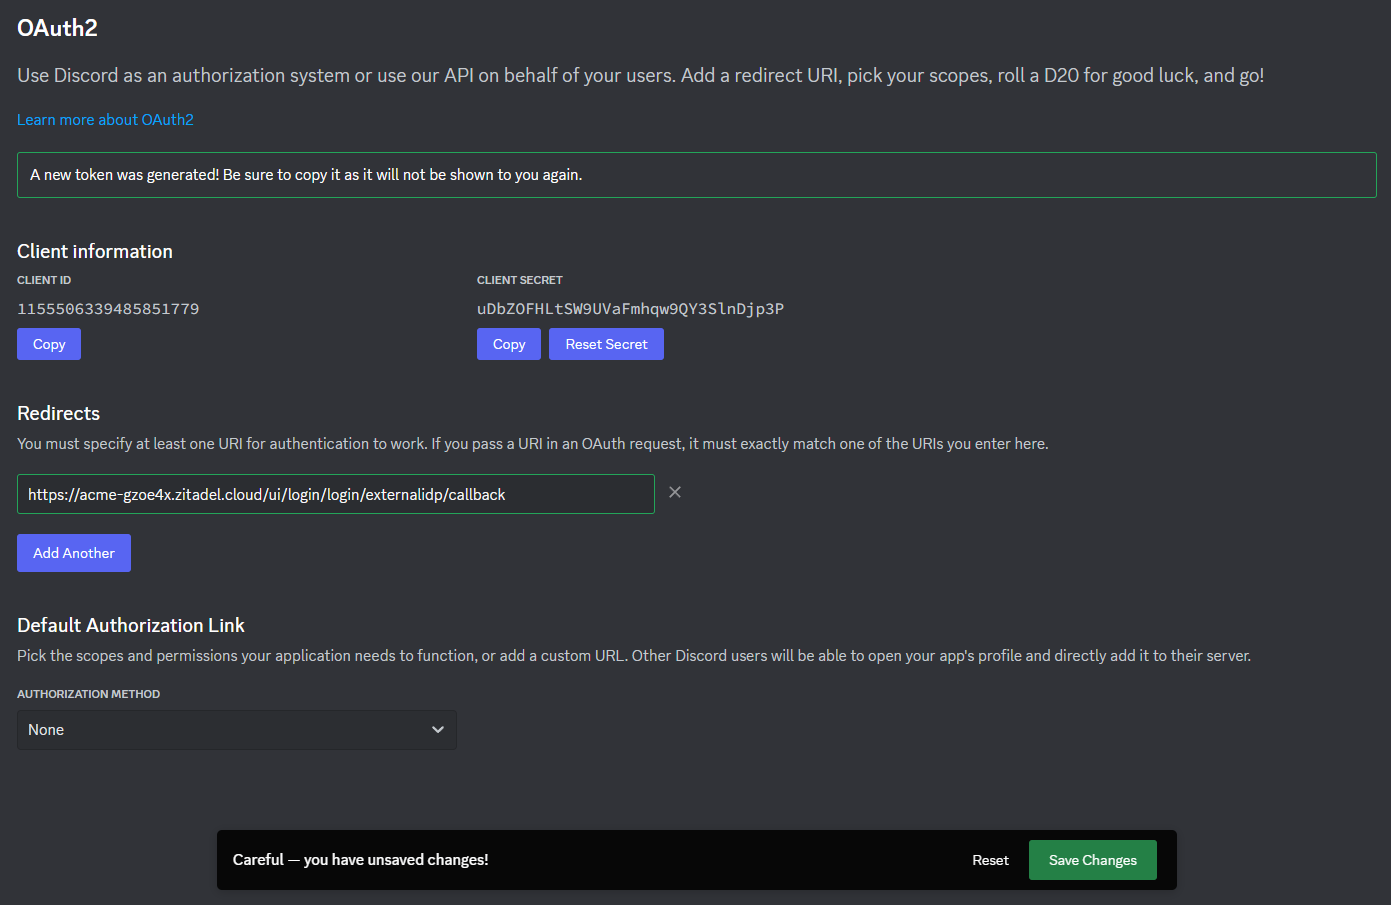 OAuth2
Use Discord as an authorization system or use our API on behalf of your users. Add a redirect URI, pick your scopes, roll a D20 for good luck, and go!
Learn more about OAuth2
A new token was generated! Be sure to copy it as it will not be shown to you again.
Client information
CLIENT ID
CLIENT SECRET
1155506339485851779
uDbZOFHLtSW9UVaFmhqw9QY3SlnDjp3P
Copy
Copy
Reset Secret
Redirects
You must specify at least one URI for authentication to work. If you pass a URI in an OAuth request, it must exactly match one of the URIs you enter here.
https://acme-gzoe4x.zitadel.cloud/ui/login/login/externalidp/callback
Add Another
Default Authorization Link
Pick the scopes and permissions your application needs to function, or add a custom URL. Other Discord users will be able to open your app's profile and directly add it to their server.
AUTHORIZATION METHOD
None
Careful — you have unsaved changes!
Reset
Save Changes